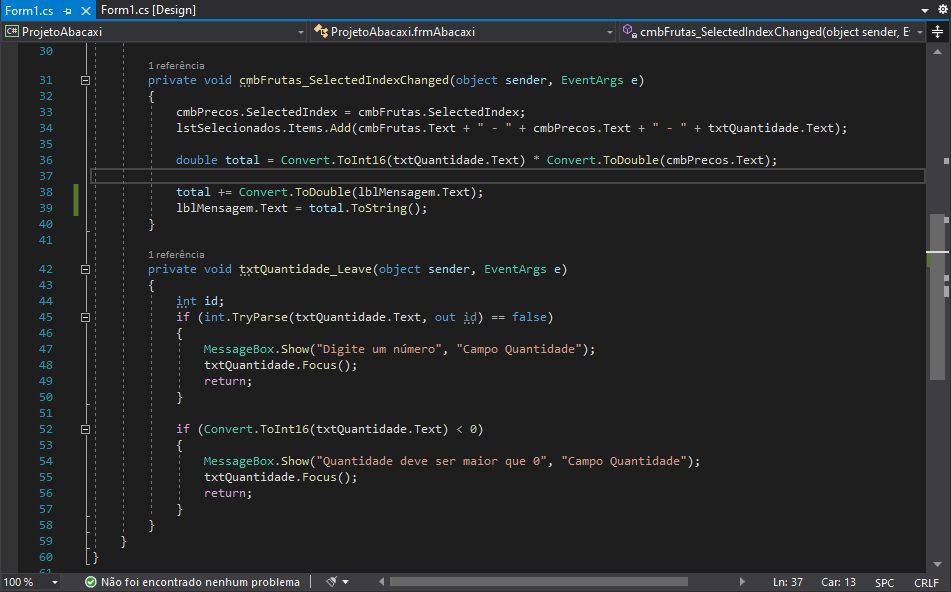 Form1.cs Form1.cs [Design]
C# ProjetoAbacaxi ProjetoAbacaxi.frmAbacaxi cmbFrutas_SelectedIndexChanged(object sender, E
30
1 referência
31 private void cmbFrutas_SelectedIndexChanged(object sender, EventArgs e)
32 {
33 cmbPrecos.SelectedIndex = cmbFrutas.SelectedIndex;
34 lstSelecionados.Items.Add(cmbFrutas.Text + " - " + cmbPrecos.Text + " - " + txtQuantidade.Text);
35
36 double total = Convert.ToInt16(txtQuantidade.Text) * Convert.ToDouble(cmbPrecos.Text);
37
38 total += Convert.ToDouble(lblMensagem.Text);
39 lblMensagem.Text = total.ToString();
40 }
41
1 referência
42 private void txtQuantidade_Leave(object sender, EventArgs e)
43 {
44 int id;
45 if (int.TryParse(txtQuantidade.Text, out id) == false)
46 {
47 MessageBox.Show("Digite um número", "Campo Quantidade");
48 txtQuantidade.Focus();
49 return;
50 }
51
52 if (Convert.ToInt16(txtQuantidade.Text) < 0)
53 {
54 MessageBox.Show("Quantidade deve ser maior que 0", "Campo Quantidade");
55 txtQuantidade.Focus();
56 return;
57 }
58 }
59 }
60 }
61
100 % Não foi encontrado nenhum problema Ln: 37 Car: 13 SPC CRLF